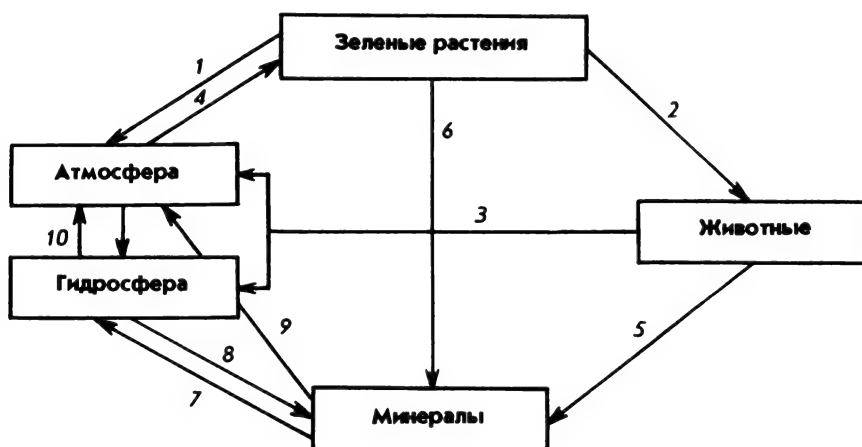 Зеленые растения
1
4
6
2
Атмосфера
3
Животные
10
Гидросфера
9
5
8
7
Минералы